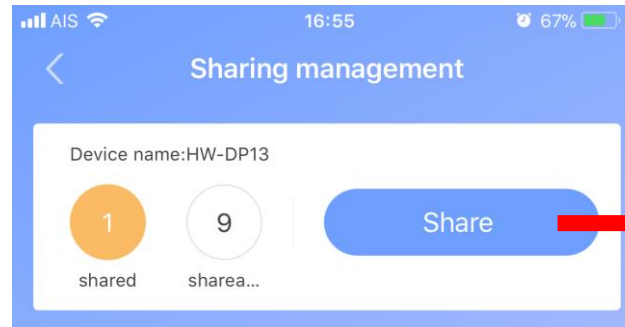 AIS 16:55 67%
Sharing management
Device name:HW-DP13
1 9 Share
shared sharea...